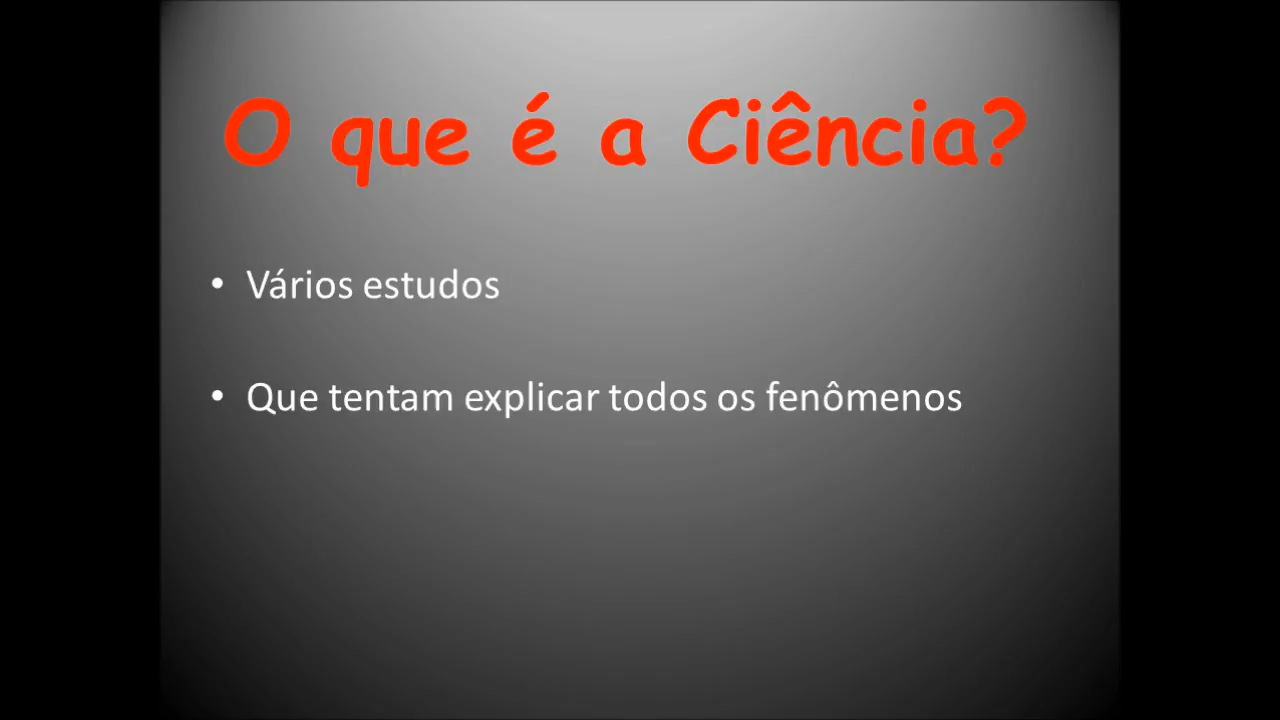 O que é a Ciência?
• Vários estudos
• Que tentam explicar todos os fenômenos